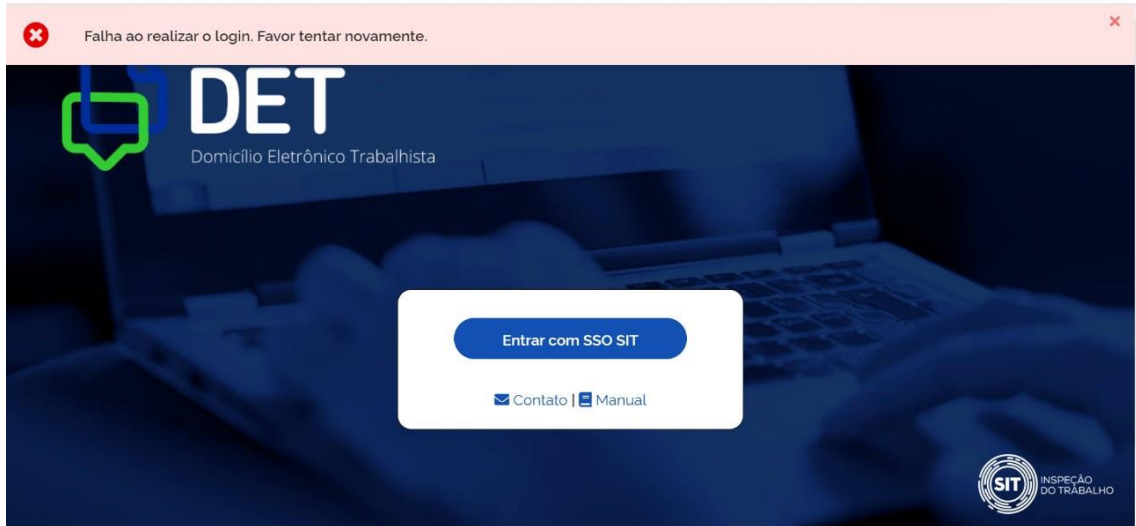 Falha ao realizar o login. Favor tentar novamente.
DET
Domicílio Eletrônico Trabalhista
Entrar com SSO SIT
Contato | Manual
SIT
INSPEÇÃO
DO TRABALHO